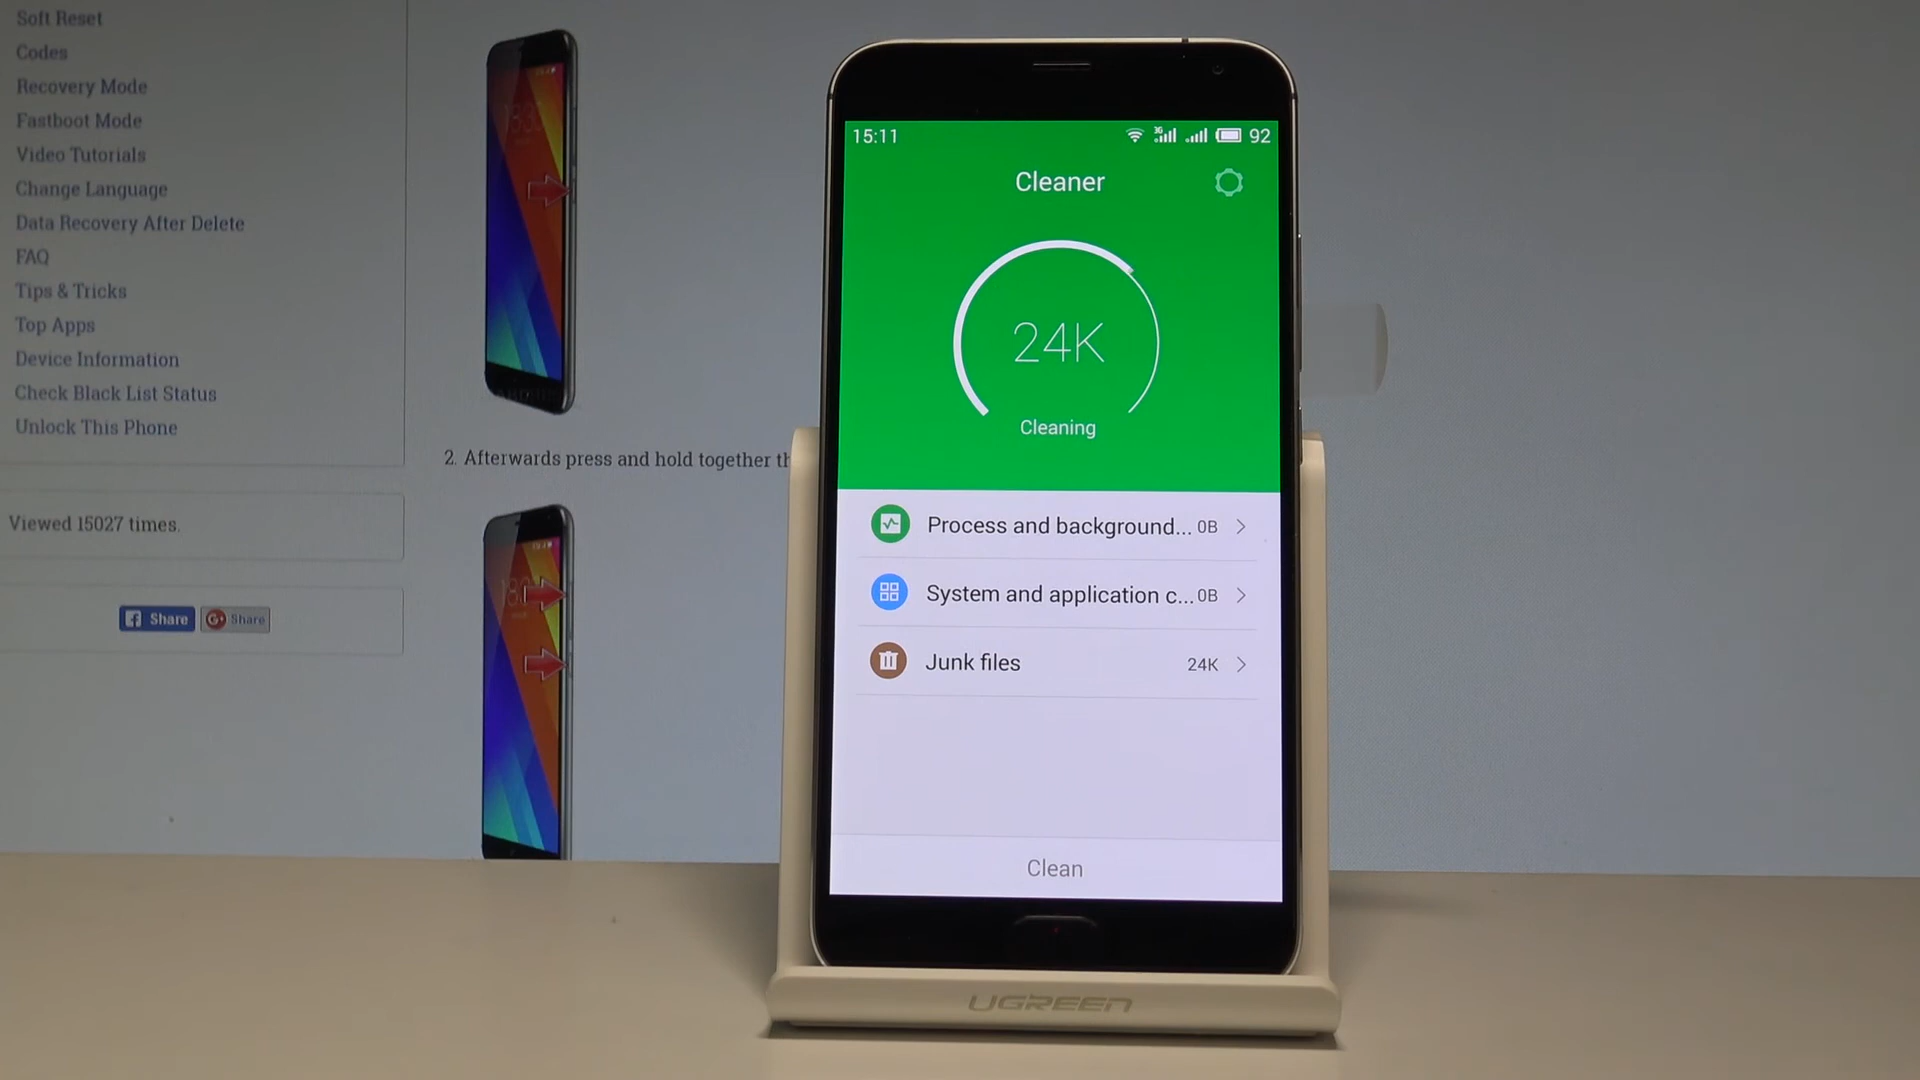 Soft Reset
Codes
Recovery Mode
Fastboot Mode
Video Tutorials
Change Language
Data Recovery After Delete
FAQ
Tips & Tricks
Top Apps
Device Information
Check Black List Status
Unlock This Phone
Viewed 15027 times.
Share
G+ Share
2. Afterwards press and hold together th
15:11
3G
92
Cleaner
24K
Cleaning
Process and background... 0B
System and application c... 0B
Junk files 24K
Clean
UGREEN